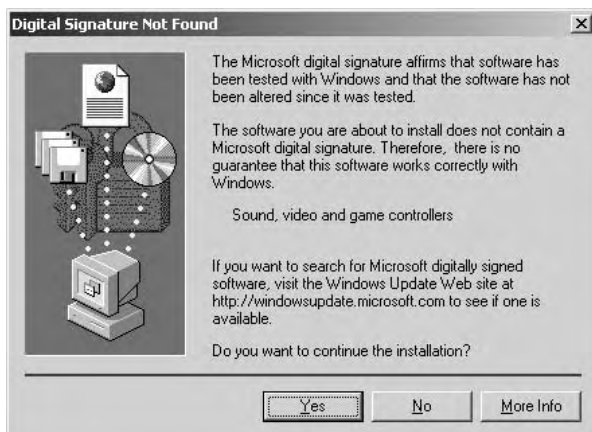 Digital Signature Not Found
The Microsoft digital signature affirms that software has
been tested with Windows and that the software has not
been altered since it was tested.
The software you are about to install does not contain a
Microsoft digital signature. Therefore, there is no
guarantee that this software works correctly with
Windows.
Sound, video and game controllers
If you want to search for Microsoft digitally signed
software, visit the Windows Update Web site at
http://windowsupdate.microsoft.com to see if one is
available.
Do you want to continue the installation?
Yes
No
More Info